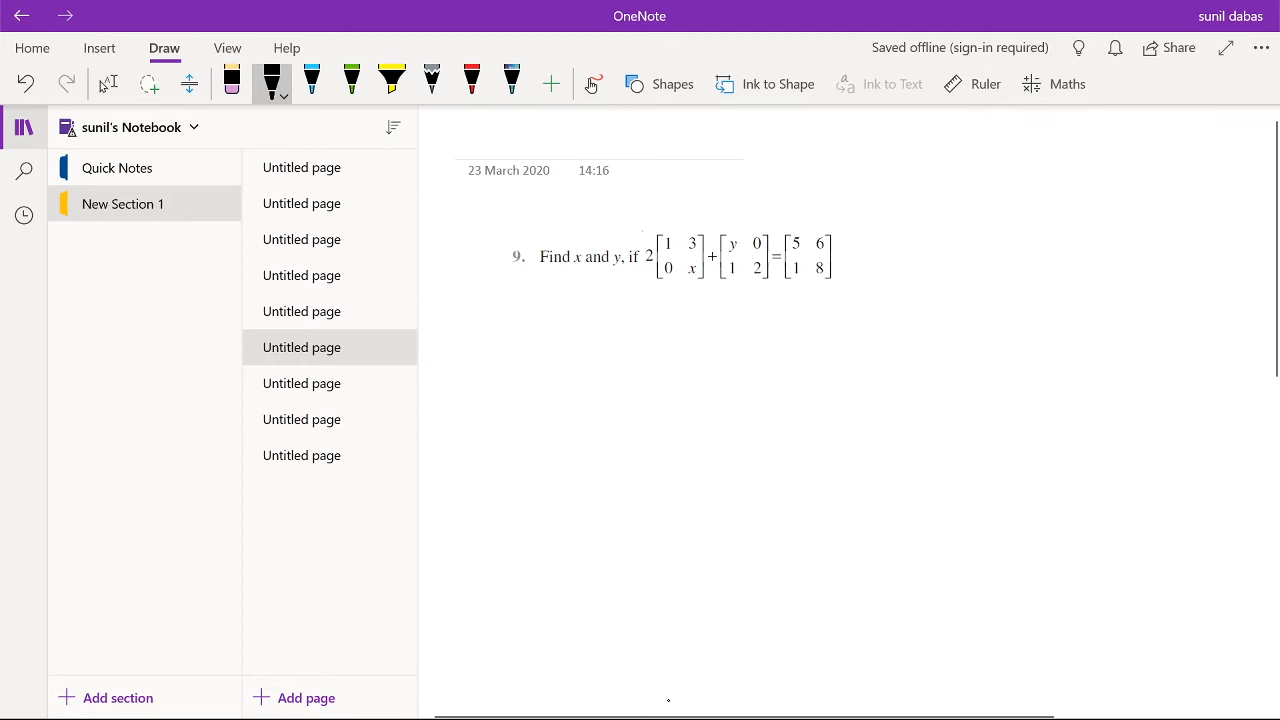 OneNote
sunil dabas
Home Insert Draw View Help
Saved offline (sign-in required) Share
Shapes Ink to Shape Ink to Text Ruler Maths
sunil's Notebook
Quick Notes
New Section 1
Untitled page
Untitled page
Untitled page
Untitled page
Untitled page
Untitled page
Untitled page
Untitled page
Untitled page
Add section
Add page
23 March 2020 14:16
9. Find x and y, if 2 [1 3; 0 x] + [y 0; 1 2] = [5 6; 1 8]